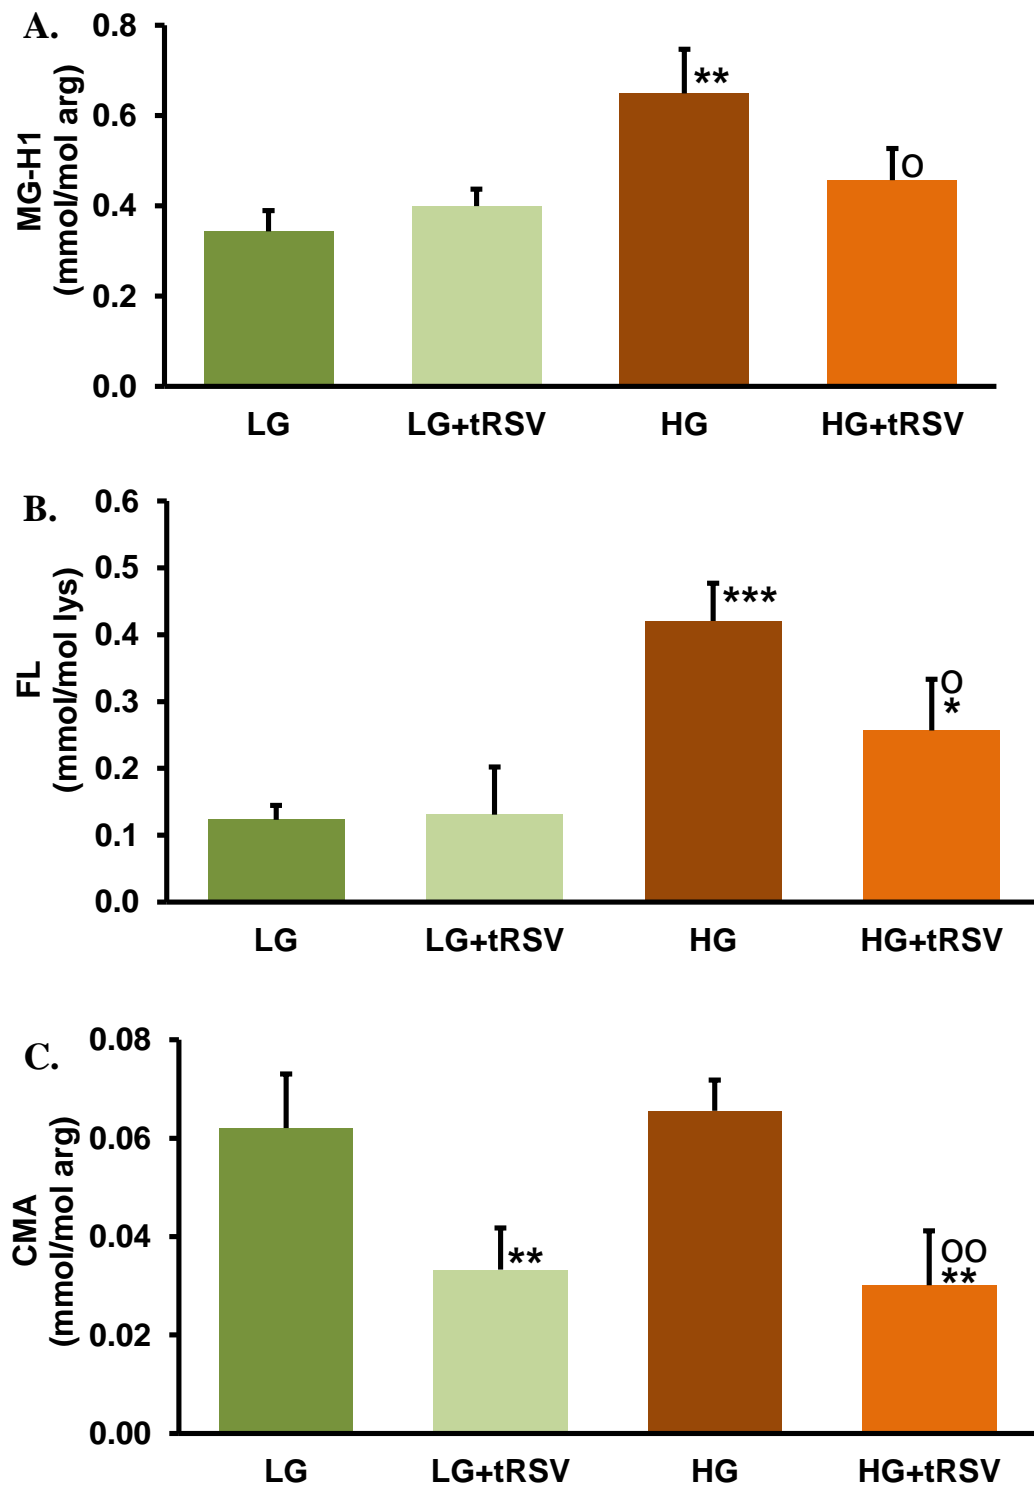 A.
MG-H1
(mmol/mol arg)
0.8
0.6
0.4
0.2
0.0
**
O
LG LG+tRSV HG HG+tRSV
B.
FL
(mmol/mol lys)
0.6
0.5
0.4
0.3
0.2
0.1
0.0
***
O
*
LG LG+tRSV HG HG+tRSV
C.
CMA
(mmol/mol arg)
0.08
0.06
0.04
0.02
0.00
**
OO
**
LG LG+tRSV HG HG+tRSV